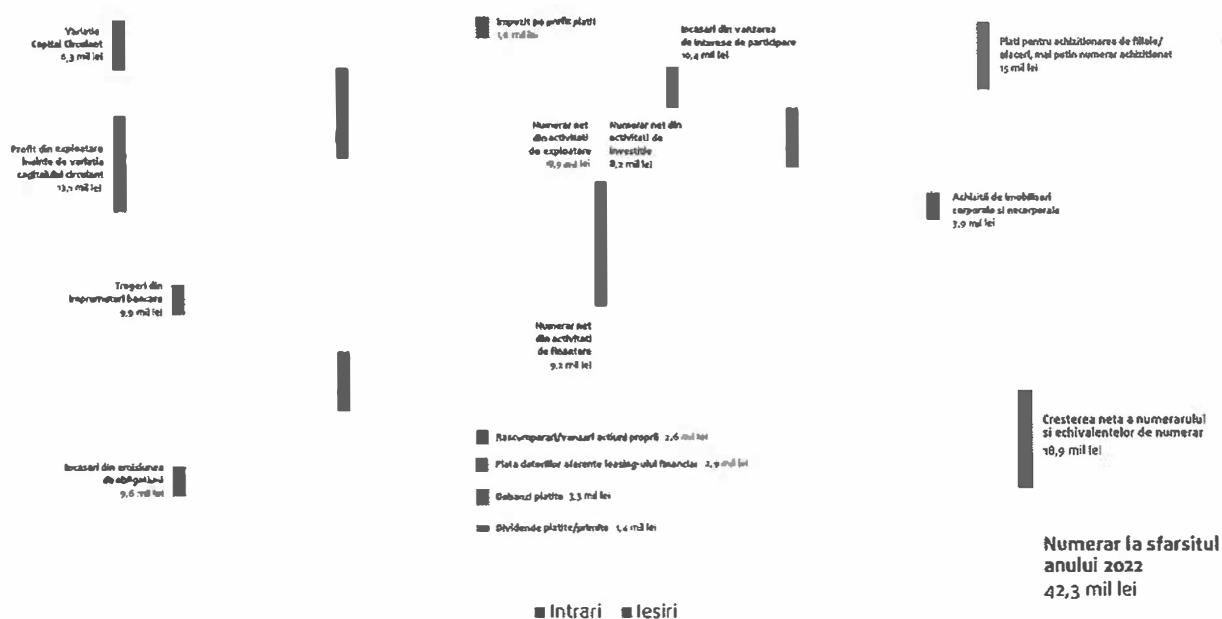 Variatie
Capital Circulant
6,3 mil lei
Profit din exploatare
inainte de variatia
capitalului circulant
13,1 mil lei
Trageri din
imprumuturi bancare
9,9 mil lei
Incasari din emisiunea
de obligatiuni
9,6 mil lei
Impozit pe profit platit
Incasari din vanzarea
de interese de participare
10,4 mil lei
Numerar net
din activitati
de exploatare
mil lei
Numerar net din
activitati de
investitie
8,2 mil lei
Numerar net
din activitati
de finantare
9,2 mil lei
Rascumparari/vanzari actiuni proprii 2,6 mil lei
Plata datoriilor aferente leasing-ului financiar 2,9 mil lei
Dobanzi platite 3,3 mil lei
Dividende platite/primite 1,4 mil lei
Plati pentru achizitionarea de filiale/
afaceri, mai putin numerar achizitionat
15 mil lei
Achizitii de imobilizari
corporale si necorporale
3,9 mil lei
Cresterea neta a numerarului
si echivalentelor de numerar
18,9 mil lei
Numerar la sfarsitul
anului 2022
42,3 mil lei
Intrari Iesiri